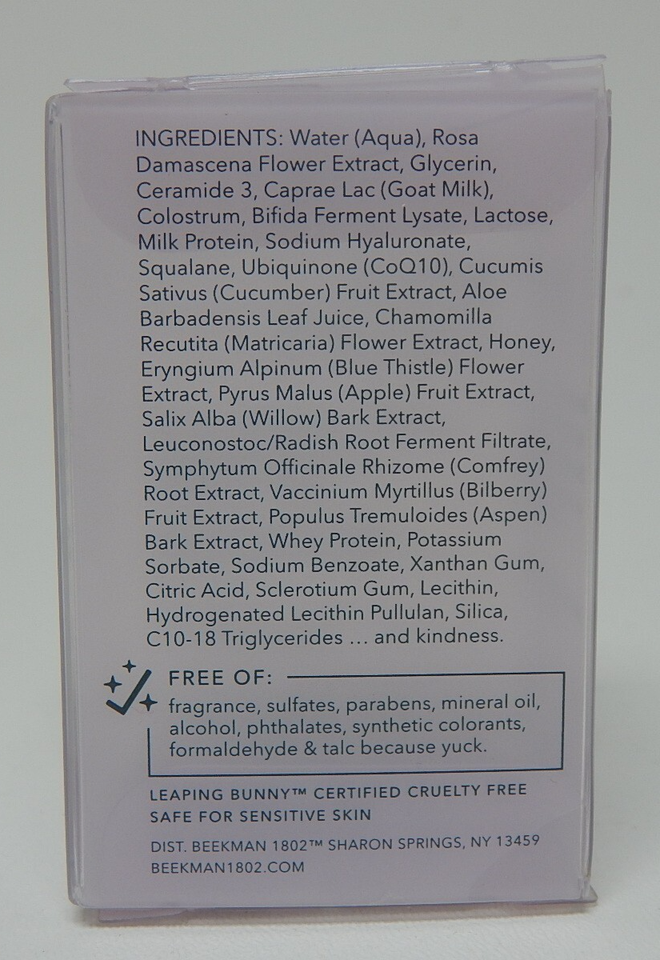 INGREDIENTS: Water (Aqua), Rosa
Damascena Flower Extract, Glycerin,
Ceramide 3, Caprae Lac (Goat Milk),
Colostrum, Bifida Ferment Lysate, Lactose,
Milk Protein, Sodium Hyaluronate,
Squalane, Ubiquinone (CoQ10), Cucumis
Sativus (Cucumber) Fruit Extract, Aloe
Barbadensis Leaf Juice, Chamomilla
Recutita (Matricaria) Flower Extract, Honey,
Eryngium Alpinum (Blue Thistle) Flower
Extract, Pyrus Malus (Apple) Fruit Extract,
Salix Alba (Willow) Bark Extract,
Leuconostoc/Radish Root Ferment Filtrate,
Symphytum Officinale Rhizome (Comfrey)
Root Extract, Vaccinium Myrtillus (Bilberry)
Fruit Extract, Populus Tremuloides (Aspen)
Bark Extract, Whey Protein, Potassium
Sorbate, Sodium Benzoate, Xanthan Gum,
Citric Acid, Sclerotium Gum, Lecithin,
Hydrogenated Lecithin Pullulan, Silica,
C10-18 Triglycerides ... and kindness.
FREE OF:
fragrance, sulfates, parabens, mineral oil,
alcohol, phthalates, synthetic colorants,
formaldehyde & talc because yuck.
LEAPING BUNNY™ CERTIFIED CRUELTY FREE
SAFE FOR SENSITIVE SKIN
DIST. BEEKMAN 1802™ SHARON SPRINGS, NY 13459
BEEKMAN1802.COM